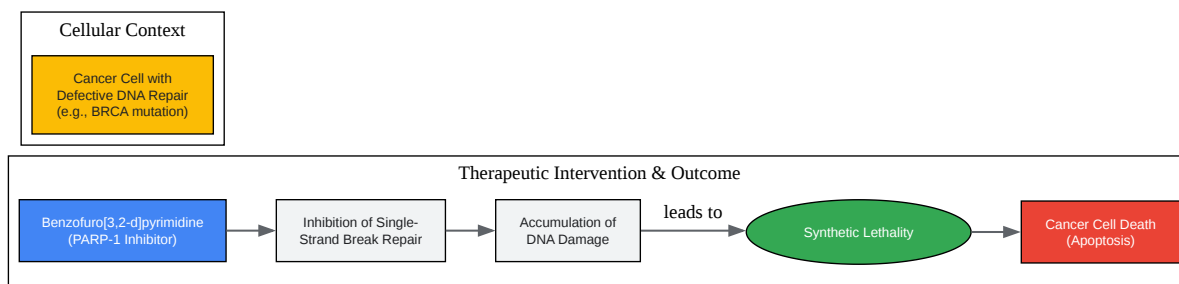 Cellular Context
Cancer Cell with
Defective DNA Repair
(e.g., BRCA mutation)
Therapeutic Intervention & Outcome
Benzofuro[3,2-d]pyrimidine
(PARP-1 Inhibitor)
Inhibition of Single-
Strand Break Repair
Accumulation of
DNA Damage
leads to
Synthetic Lethality
Cancer Cell Death
(Apoptosis)